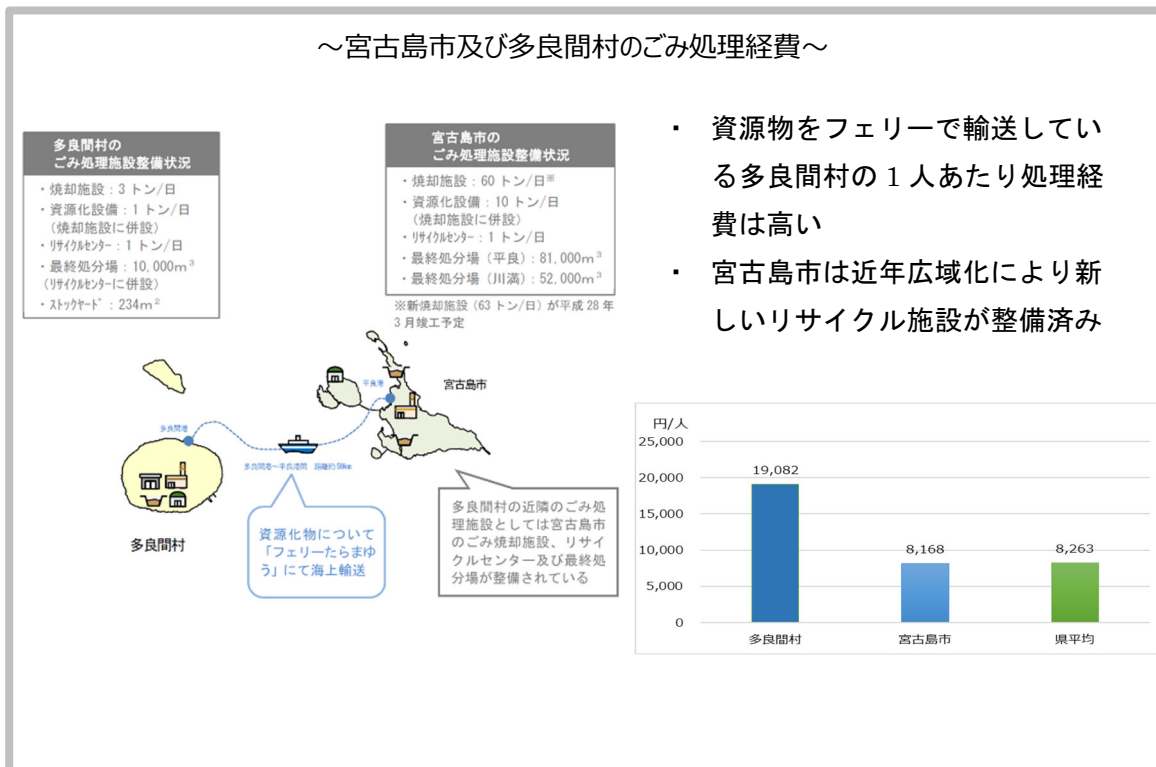 ～宮古島市及び多良間村のごみ処理経費～
多良間村の
ごみ処理施設整備状況
・焼却施設：3 トン/日
・資源化設備：1 トン/日
（焼却施設に併設）
・ﾘｻｲｸﾙｾﾝﾀｰ：1 トン/日
・最終処分場：10,000m³
（ﾘｻｲｸﾙｾﾝﾀｰに併設）
・ｽﾄｯｸﾔｰﾄﾞ：234m²
宮古島市の
ごみ処理施設整備状況
・焼却施設：60 トン/日※
・資源化設備：10 トン/日
（焼却施設に併設）
・ﾘｻｲｸﾙｾﾝﾀｰ：1 トン/日
・最終処分場（平良）：81,000m³
・最終処分場（川満）：52,000m³
※新焼却施設（63 トン/日）が平成 28 年
3 月竣工予定
・ 資源物をフェリーで輸送してい
る多良間村の 1 人あたり処理経
費は高い
・ 宮古島市は近年広域化により新
しいリサイクル施設が整備済み
平良港
宮古島市
多良間港
多良間港～平良港間 距離約59km
多良間村
資源化物について
「フェリーたらまゆ
う」にて海上輸送
多良間村の近隣のごみ処
理施設としては宮古島市
のごみ焼却施設、リサイ
クルセンター及び最終処
分場が整備されている
円/人
25,000
20,000
15,000
10,000
5,000
0
19,082
8,168
8,263
多良間村
宮古島市
県平均